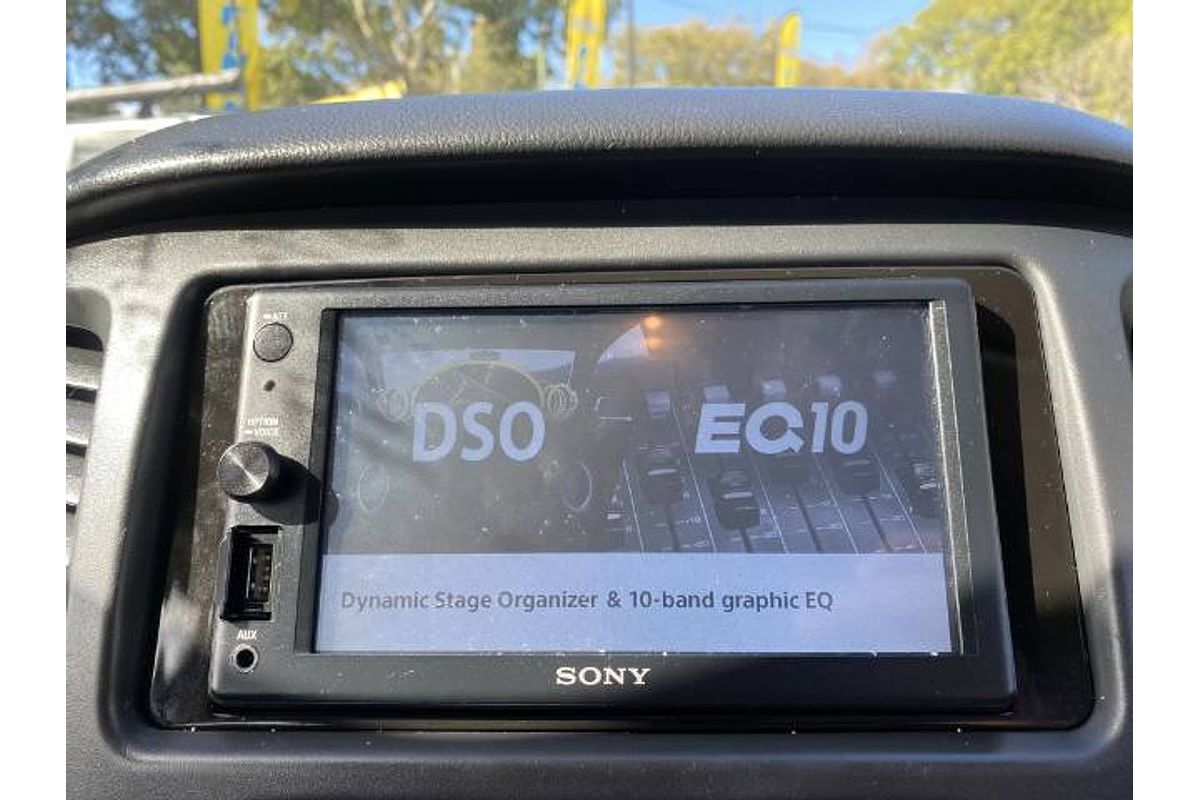 ATT
OPTION
VOICE
DSO
EQ10
Dynamic Stage Organizer & 10-band graphic EQ
AUX
SONY